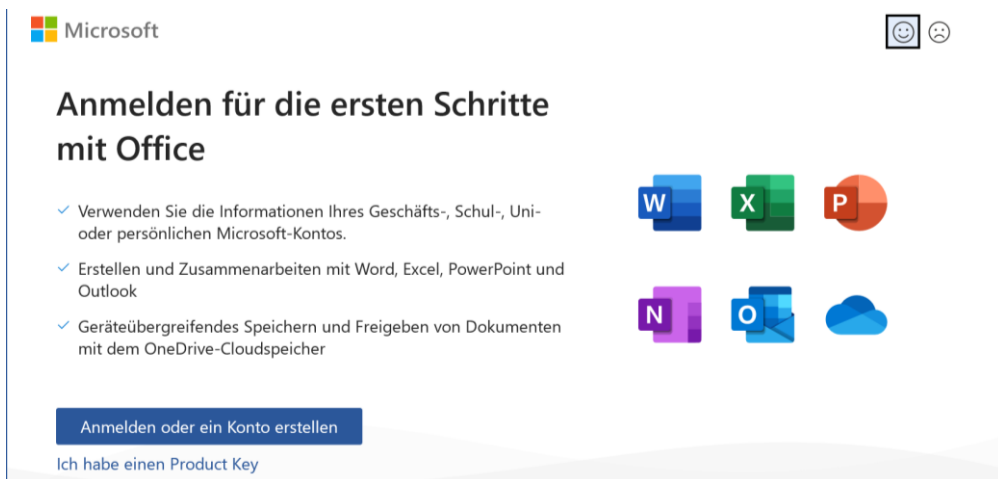 Microsoft
Anmelden für die ersten Schritte
mit Office
Verwenden Sie die Informationen Ihres Geschäfts-, Schul-, Uni-
oder persönlichen Microsoft-Kontos.
Erstellen und Zusammenarbeiten mit Word, Excel, PowerPoint und
Outlook
Geräteübergreifendes Speichern und Freigeben von Dokumenten
mit dem OneDrive-Cloudspeicher
W X P
N O
Anmelden oder ein Konto erstellen
Ich habe einen Product Key